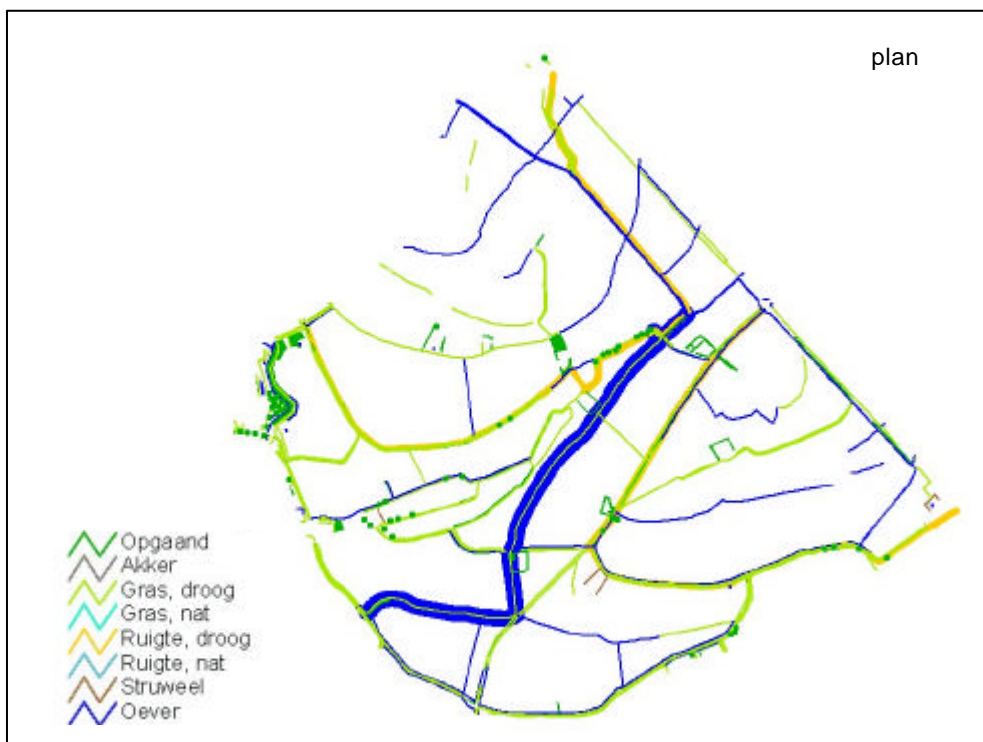 plan
Opgaand
Akker
Gras, droog
Gras, nat
Ruigte, droog
Ruigte, nat
Struweel
Oever